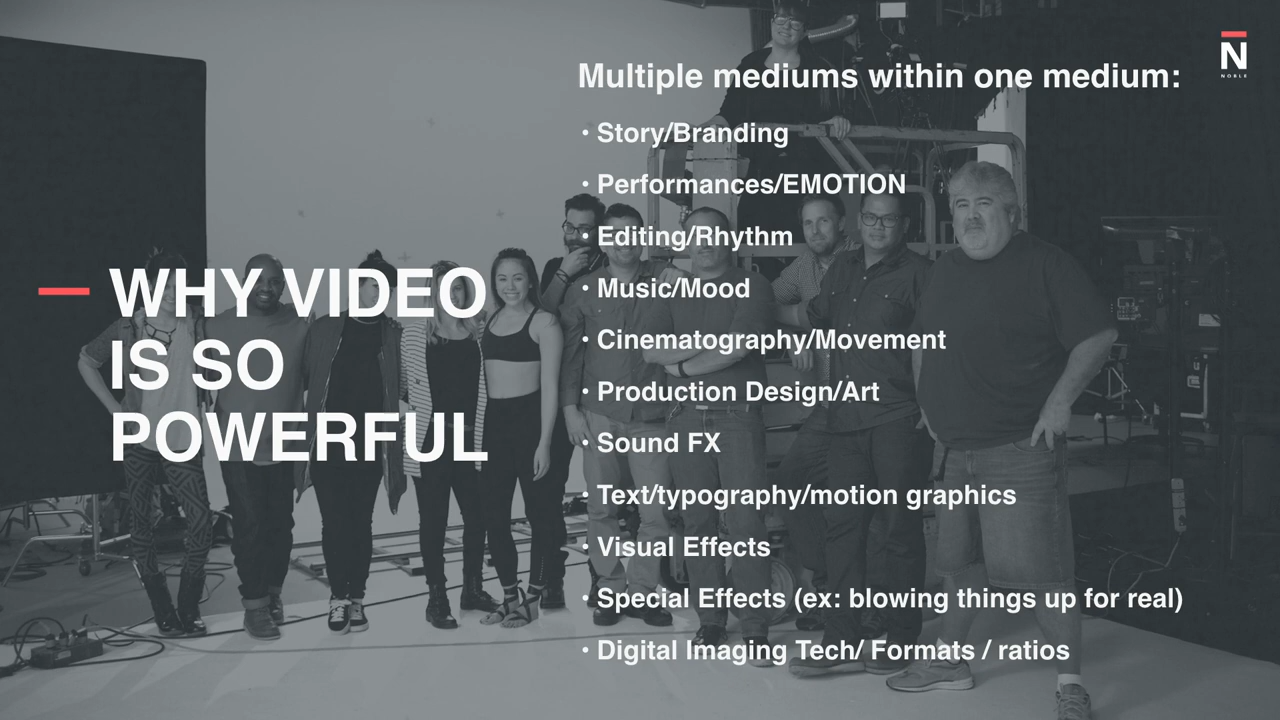 WHY VIDEO
IS SO
POWERFUL
Multiple mediums within one medium:
• Story/Branding
• Performances/EMOTION
• Editing/Rhythm
• Music/Mood
• Cinematography/Movement
• Production Design/Art
• Sound FX
• Text/typography/motion graphics
• Visual Effects
• Special Effects (ex: blowing things up for real)
• Digital Imaging Tech/ Formats / ratios
N
NOBLE